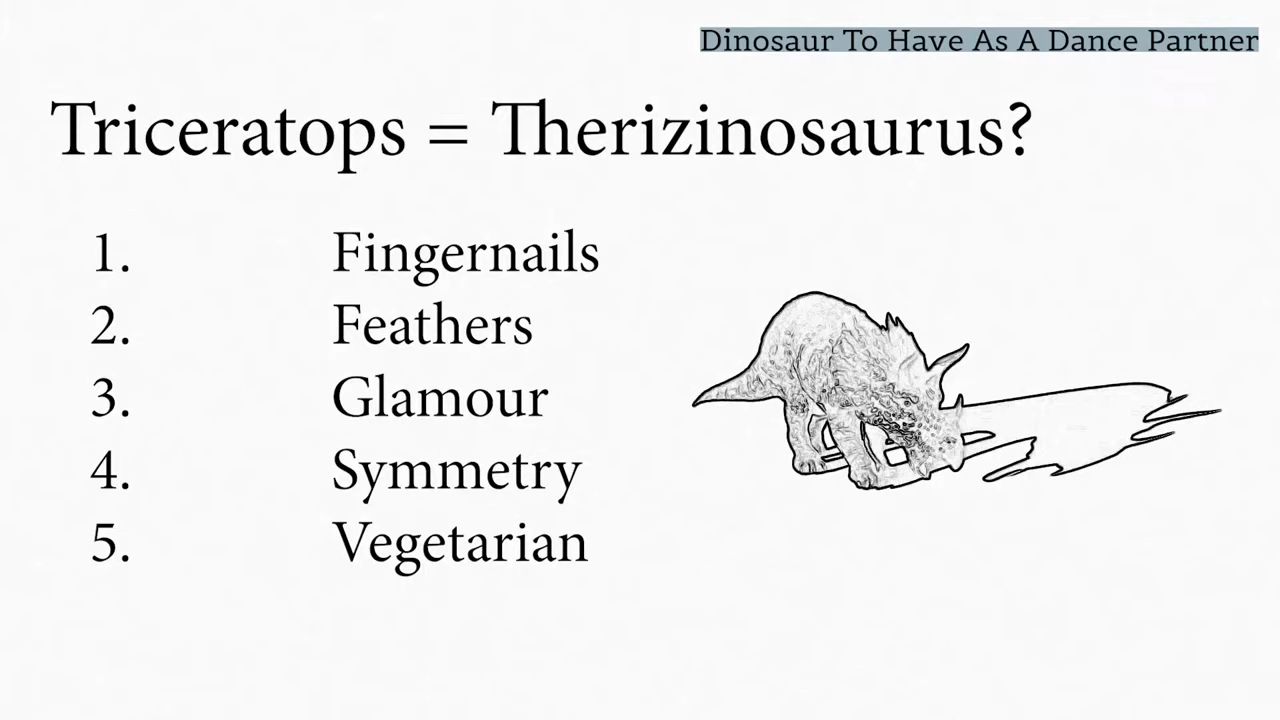 Dinosaur To Have As A Dance Partner
Triceratops = Therizinosaurus?
1. Fingernails
2. Feathers
3. Glamour
4. Symmetry
5. Vegetarian